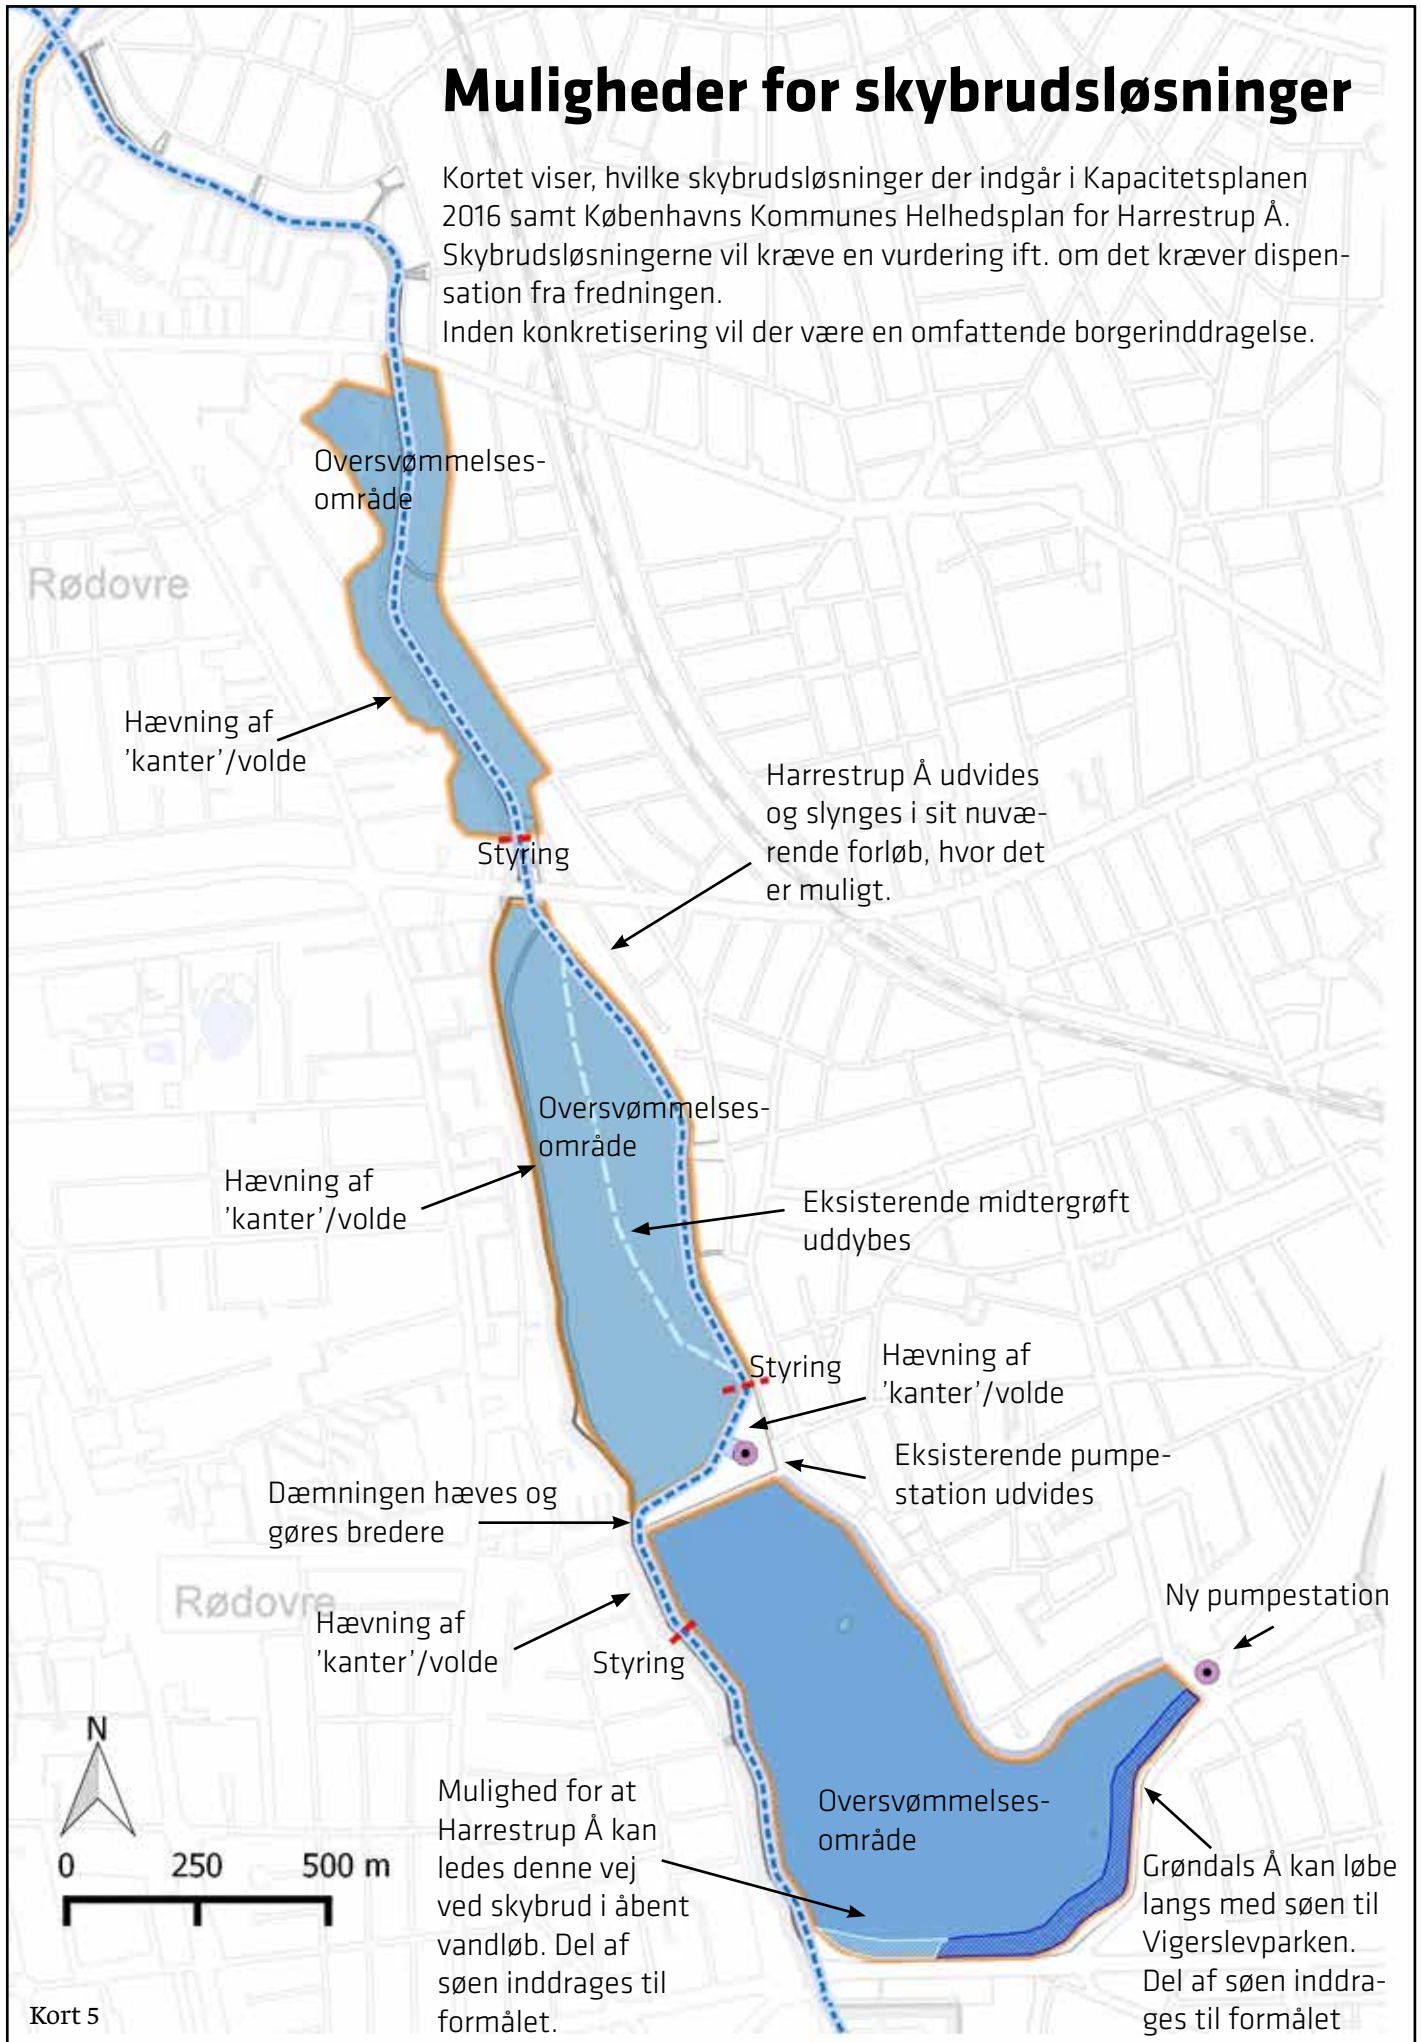 Muligheder for skybrudsløsninger
Kortet viser, hvilke skybrudsløsninger der indgår i Kapacitetsplanen
2016 samt Københavns Kommunes Helhedsplan for Harrestrup Å.
Skybrudsløsningerne vil kræve en vurdering ift. om det kræver dispen-
sation fra fredningen.
Inden konkretisering vil der være en omfattende borgerinddragelse.
Oversvømmelses-
område
Rødovre
Hævning af
’kanter’/volde
Harrestrup Å udvides
og slynges i sit nuvæ-
rende forløb, hvor det
er muligt.
Styring
Oversvømmelses-
område
Hævning af
’kanter’/volde
Eksisterende midtergrøft
uddybes
Styring
Hævning af
’kanter’/volde
Eksisterende pumpe-
station udvides
Dæmningen hæves og
gøres bredere
Rødovre
Hævning af
’kanter’/volde
Styring
Ny pumpestation
N
0 250 500 m
Mulighed for at
Harrestrup Å kan
ledes denne vej
ved skybrud i åbent
vandløb. Del af
søen inddrages til
formålet.
Oversvømmelses-
område
Grøndals Å kan løbe
langs med søen til
Vigerslevparken.
Del af søen inddra-
ges til formålet
Kort 5